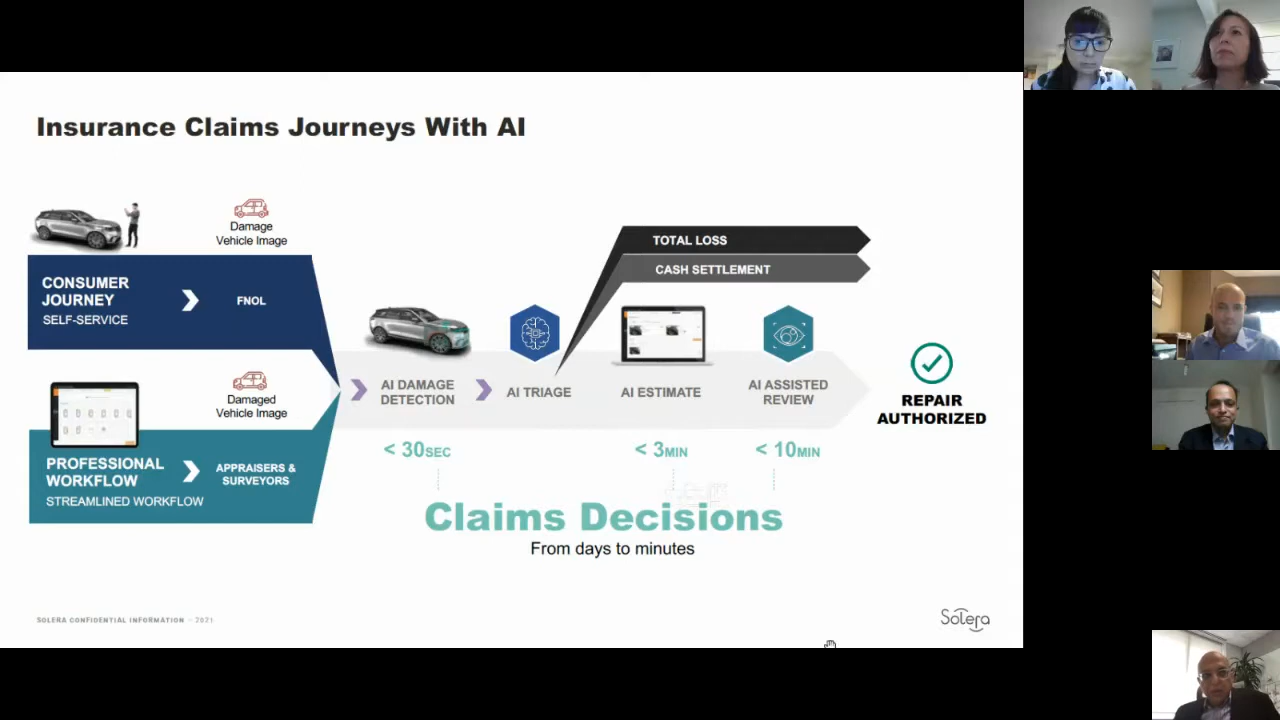 Insurance Claims Journeys With AI
Damage
Vehicle Image
CONSUMER
JOURNEY
SELF-SERVICE
FNOL
Damaged
Vehicle Image
PROFESSIONAL
WORKFLOW
STREAMLINED WORKFLOW
APPRAISERS &
SURVEYORS
AI DAMAGE
DETECTION
< 30SEC
AI TRIAGE
TOTAL LOSS
CASH SETTLEMENT
AI ESTIMATE
< 3MIN
AI ASSISTED
REVIEW
< 10MIN
REPAIR
AUTHORIZED
Claims Decisions
From days to minutes
SOLERA CONFIDENTIAL INFORMATION - 2021
Solera